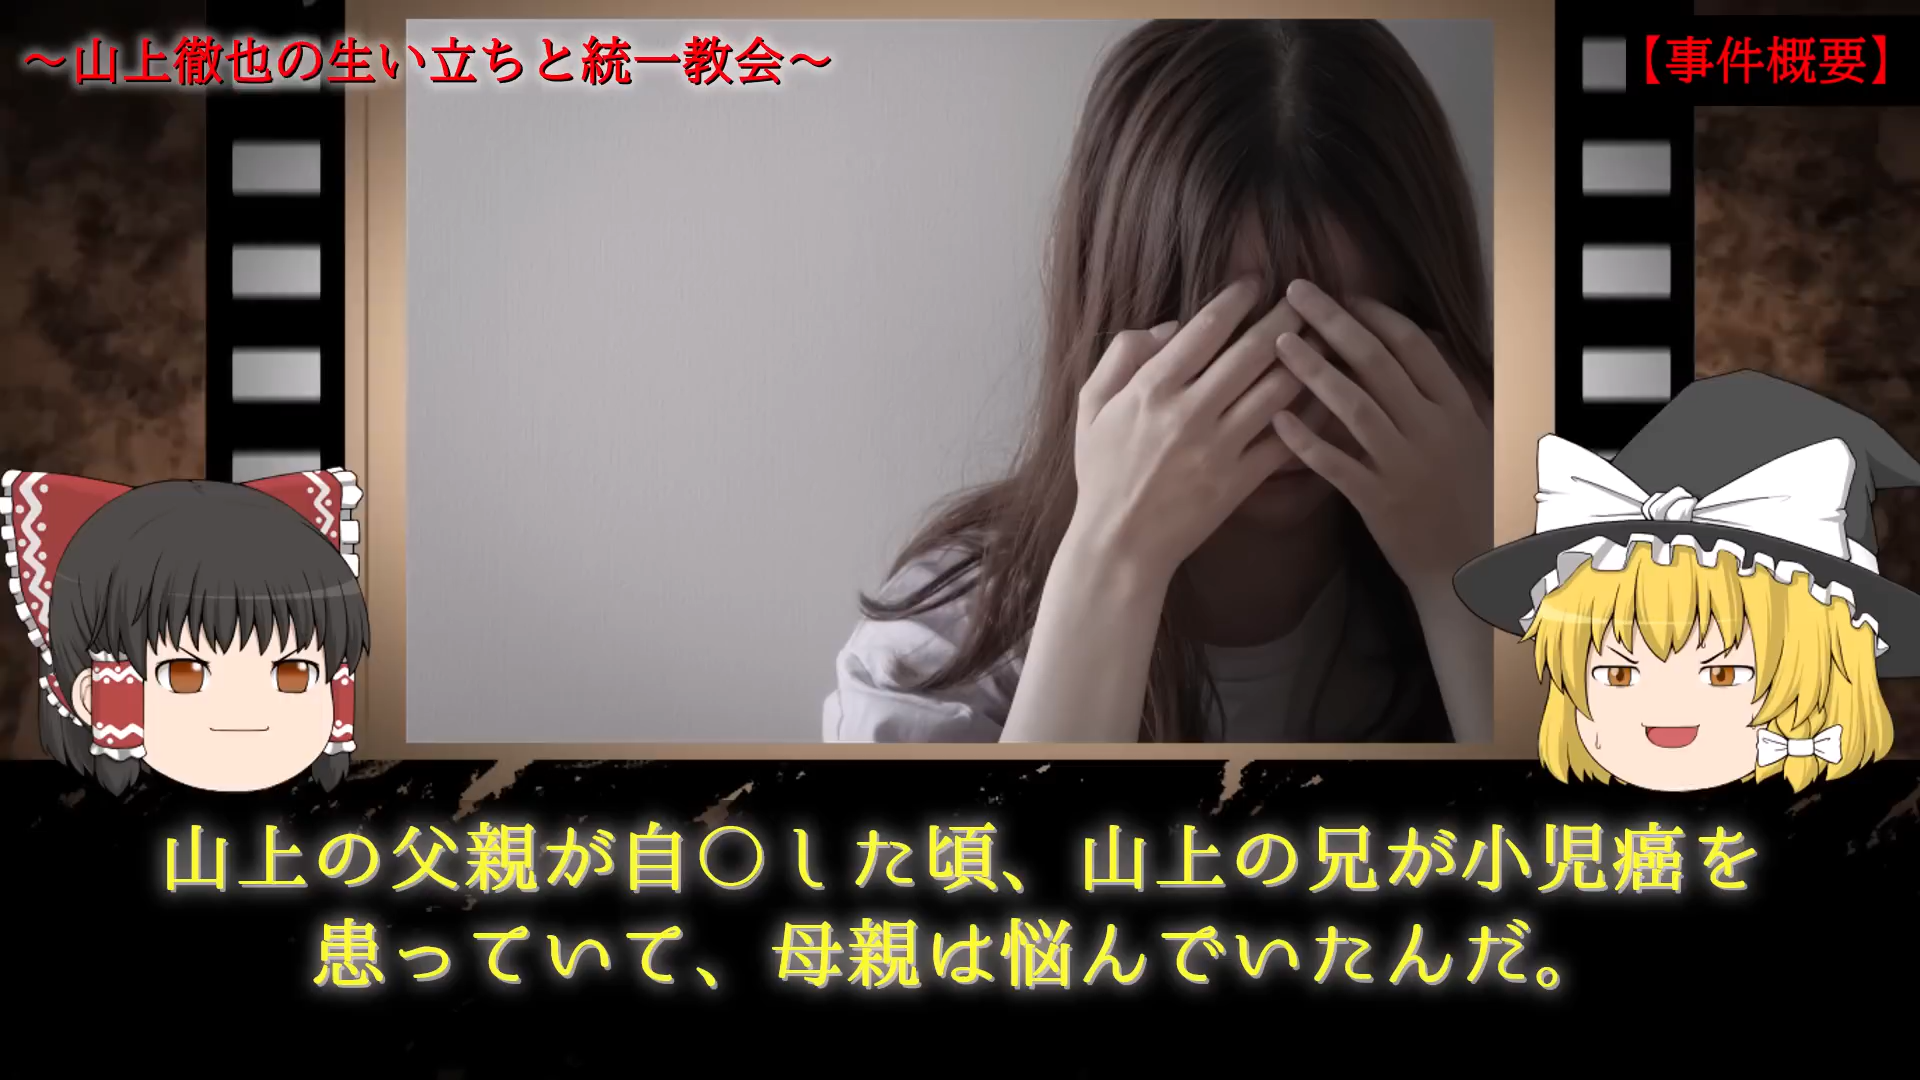 ～山上徹也の生い立ちと統一教会～
【事件概要】
山上の父親が自〇した頃、山上の兄が小児癌を
患っていて、母親は悩んでいたんだ。